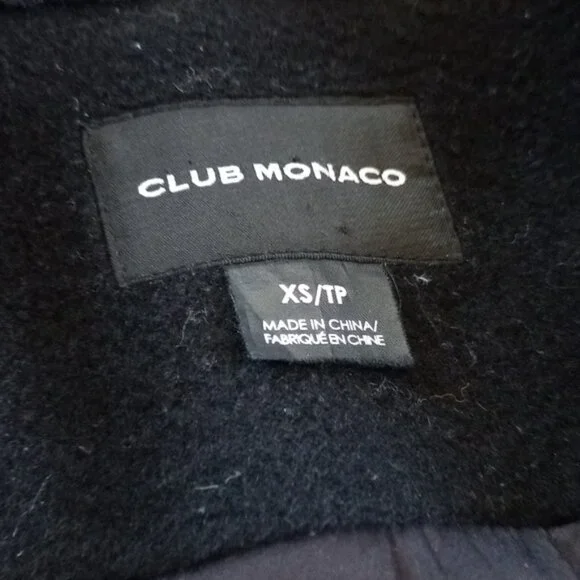 CLUB MONACO
XS/TP
MADE IN CHINA/
FABRIQUÉ EN CHINE